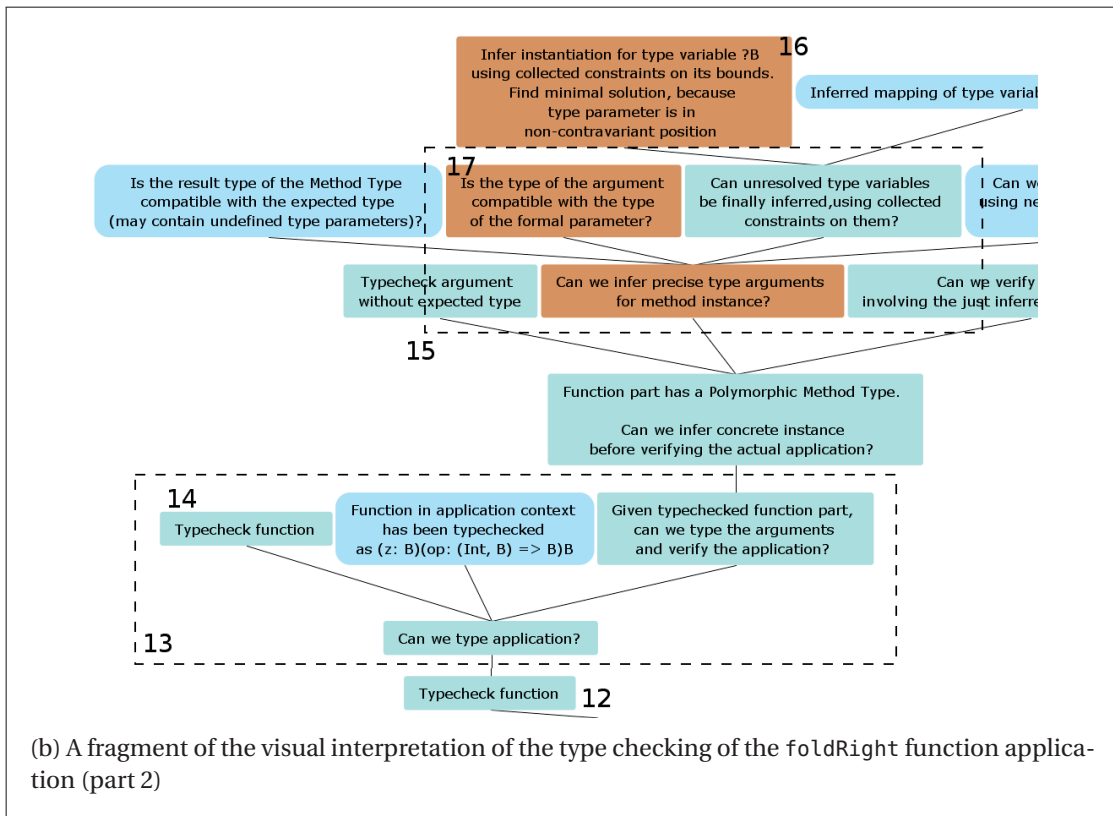 16
Infer instantiation for type variable ?B
using collected constraints on its bounds.
Find minimal solution, because
type parameter is in
non-contravariant position
Inferred mapping of type
17
Is the result type of the Method Type
compatible with the expected type
(may contain undefined type parameters)?
Is the type of the argument
compatible with the type
of the formal parameter?
Can unresolved type variables
be finally inferred,using collected
constraints on them?
Can we
using
Typecheck argument
without expected type
Can we infer precise type arguments
for method instance?
Can we verify
involving the just inferred
15
Function part has a Polymorphic Method Type.
Can we infer concrete instance
before verifying the actual application?
14
Typecheck function
Function in application context
has been typechecked
as (z: B)(op: (Int, B) => B)B
Given typechecked function part,
can we type the arguments
and verify the application?
13
Can we type application?
Typecheck function
12
(b) A fragment of the visual interpretation of the type checking of the foldRight function applica-
tion (part 2)